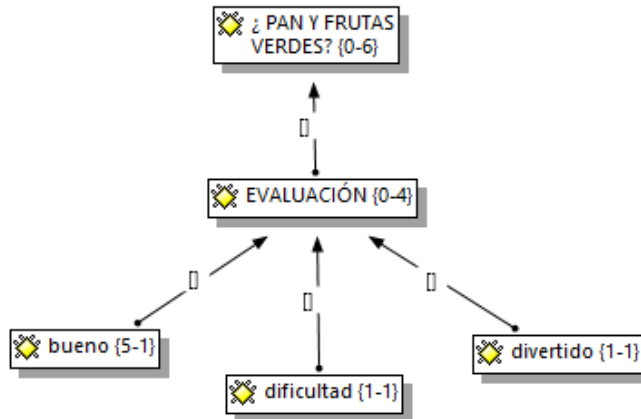 ¿ PAN Y FRUTAS
VERDES? {0-6}
[]
EVALUACIÓN {0-4}
[]
[]
[]
bueno {5-1}
dificultad {1-1}
divertido {1-1}